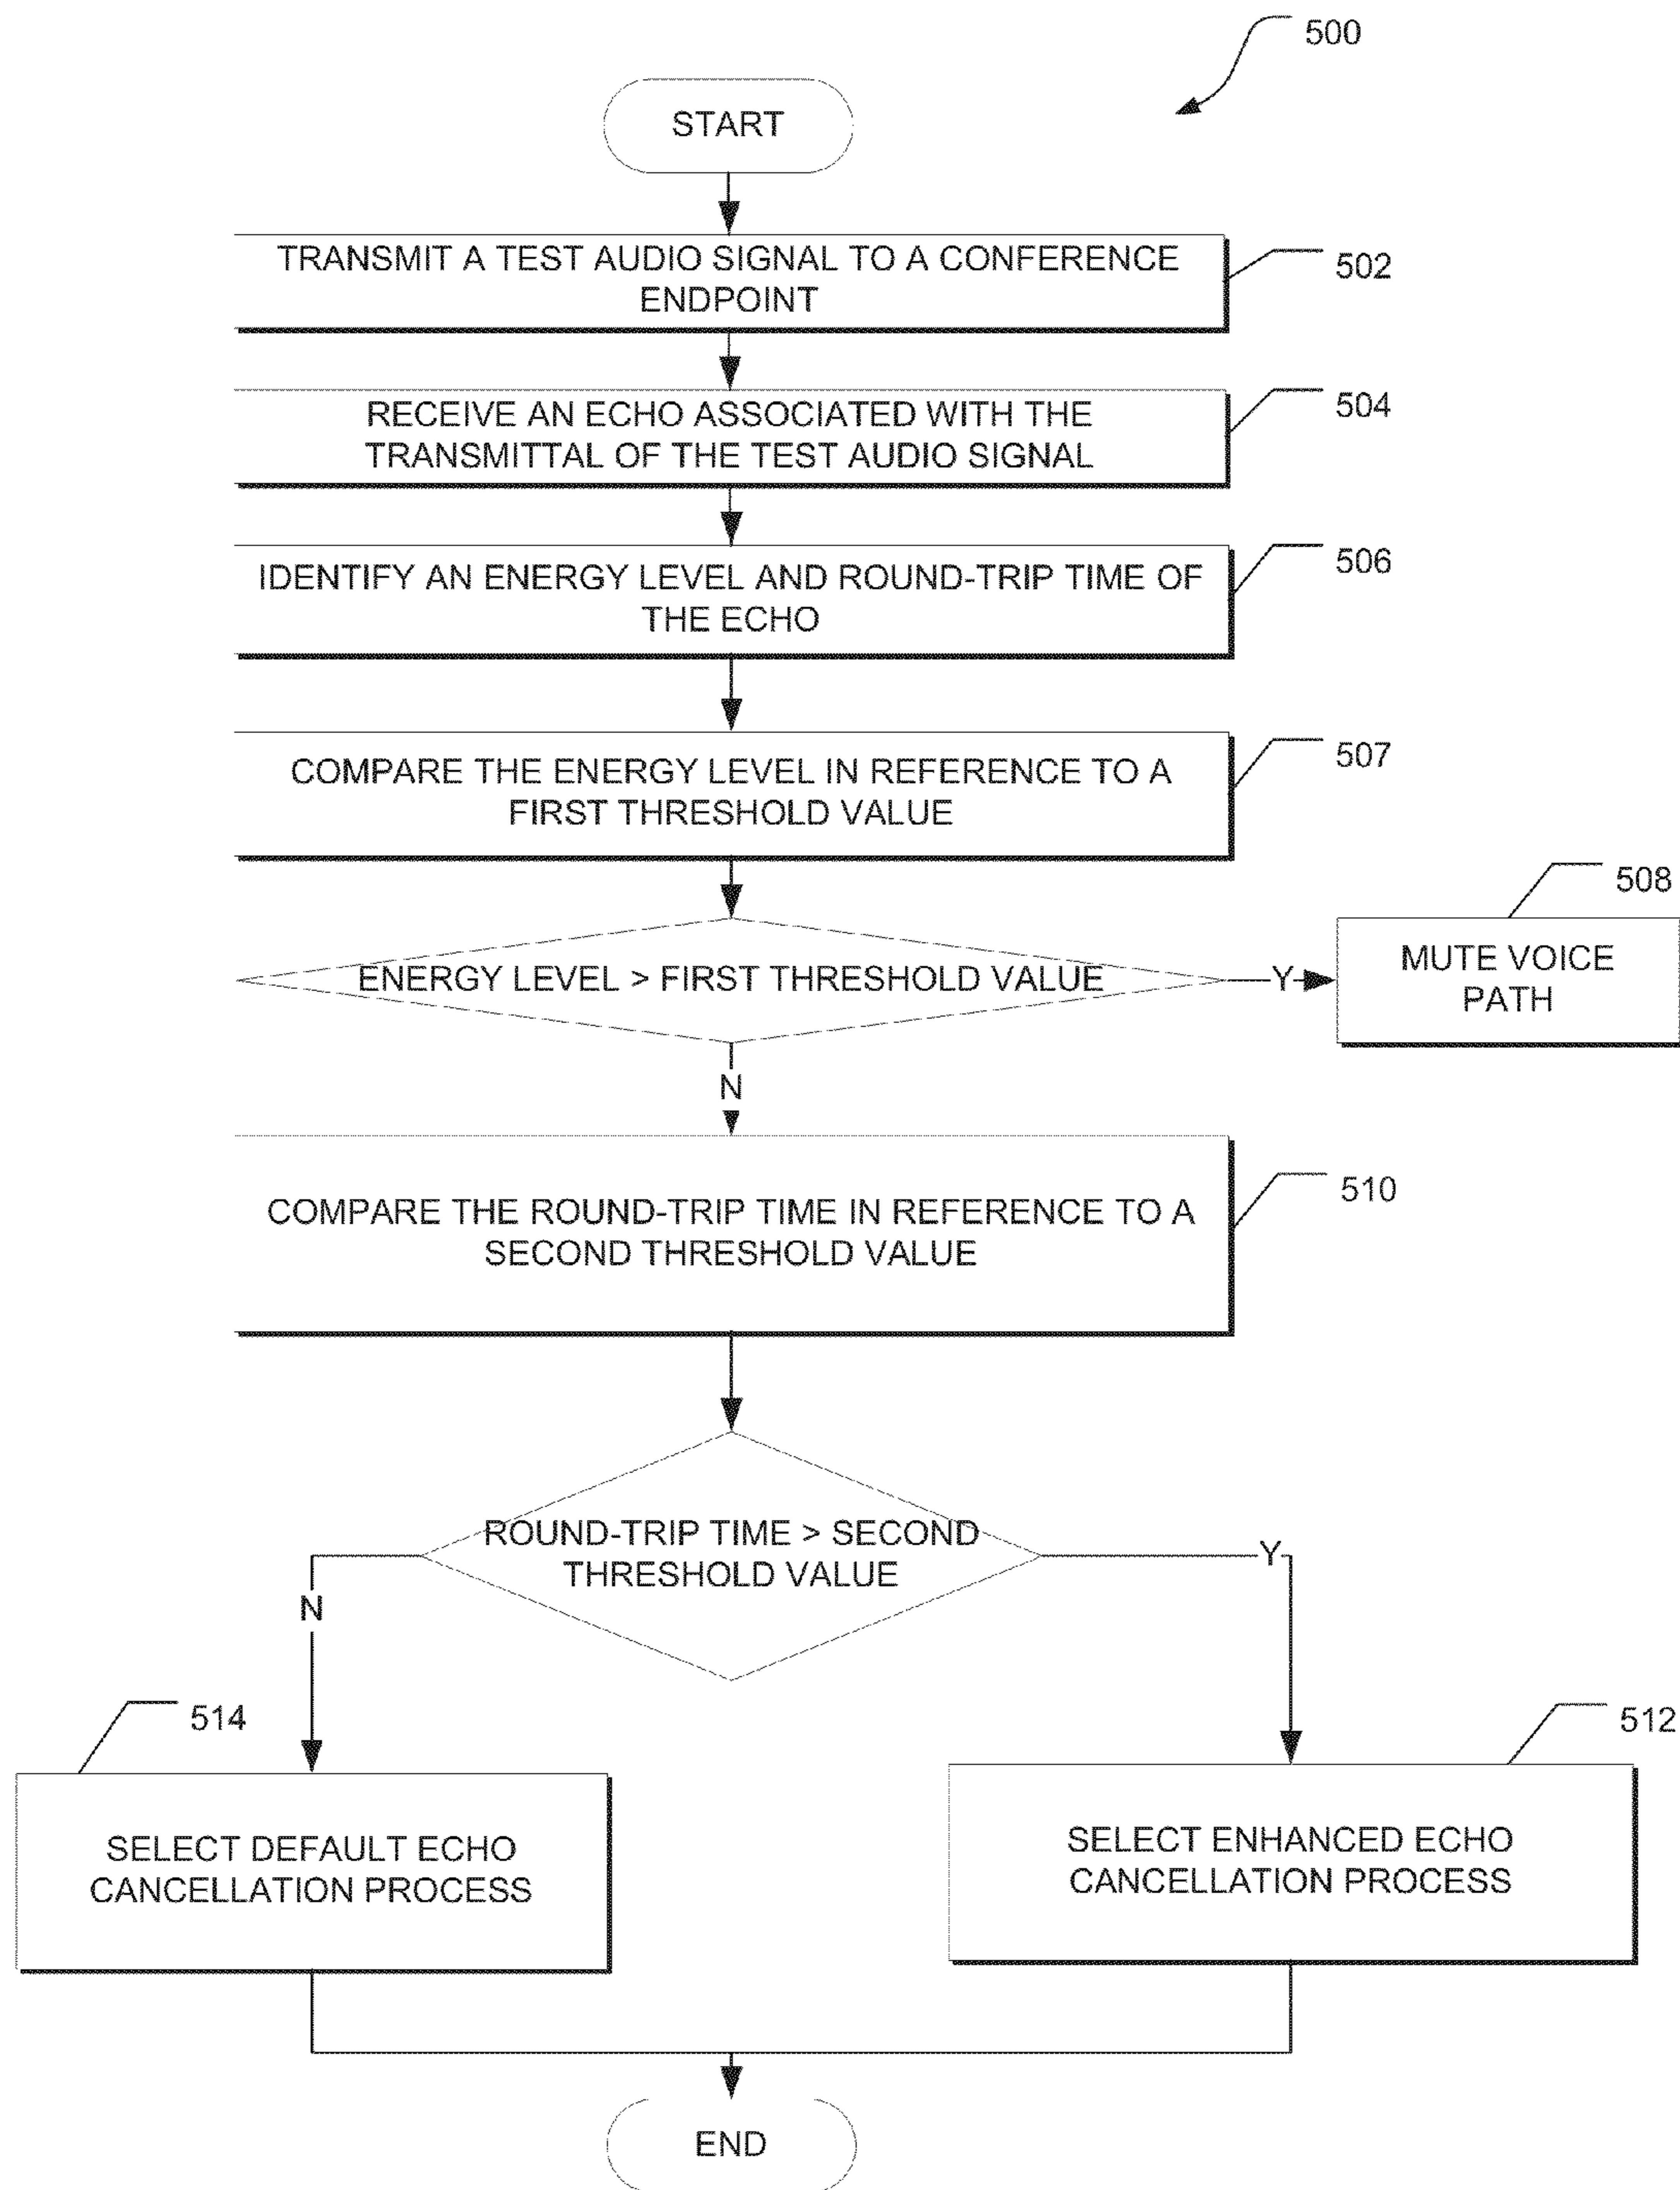 500
START
TRANSMIT A TEST AUDIO SIGNAL TO A CONFERENCE
ENDPOINT
502
RECEIVE AN ECHO ASSOCIATED WITH THE
TRANSMITTAL OF THE TEST AUDIO SIGNAL
504
IDENTIFY AN ENERGY LEVEL AND ROUND-TRIP TIME OF
THE ECHO
506
COMPARE THE ENERGY LEVEL IN REFERENCE TO A
FIRST THRESHOLD VALUE
507
ENERGY LEVEL > FIRST THRESHOLD VALUE
Y
508
MUTE VOICE
PATH
N
COMPARE THE ROUND-TRIP TIME IN REFERENCE TO A
SECOND THRESHOLD VALUE
510
ROUND-TRIP TIME > SECOND
THRESHOLD VALUE
Y
N
514
SELECT DEFAULT ECHO
CANCELLATION PROCESS
512
SELECT ENHANCED ECHO
CANCELLATION PROCESS
END